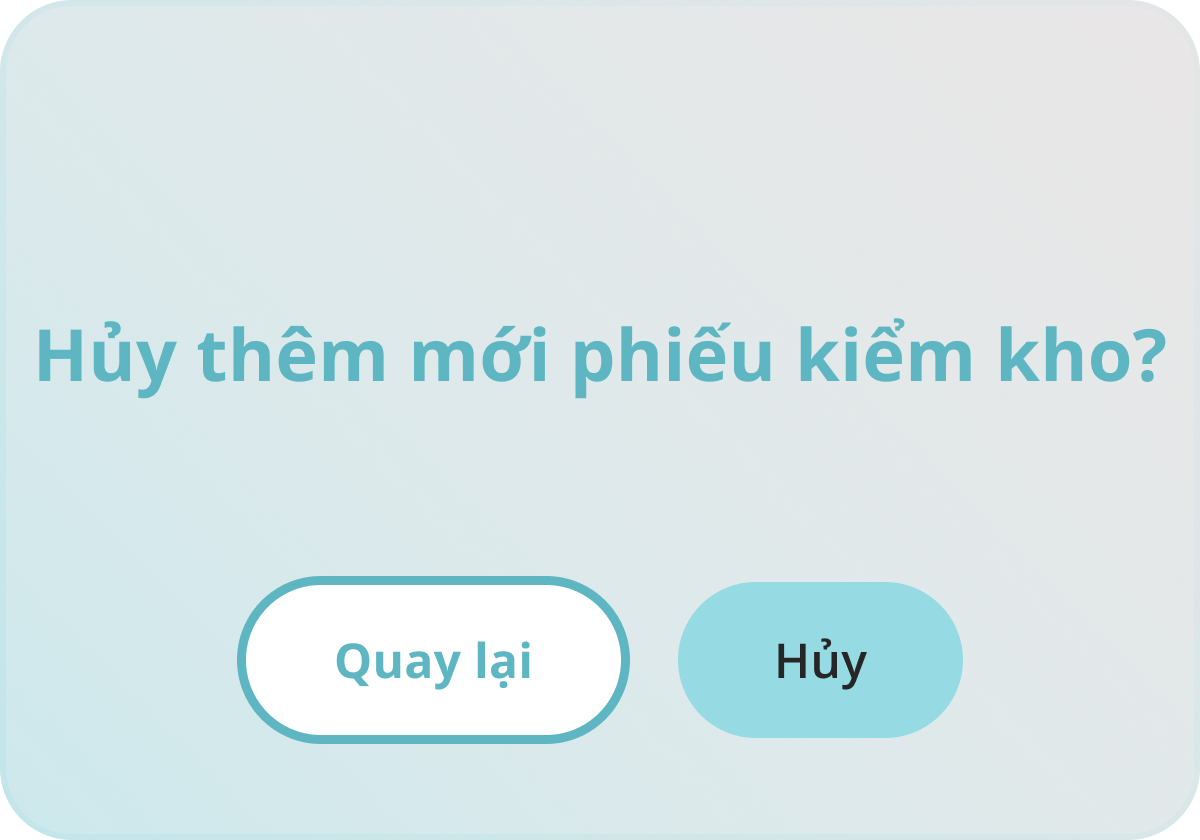 Hủy thêm mới phiếu kiểm kho?
Quay lại
Hủy